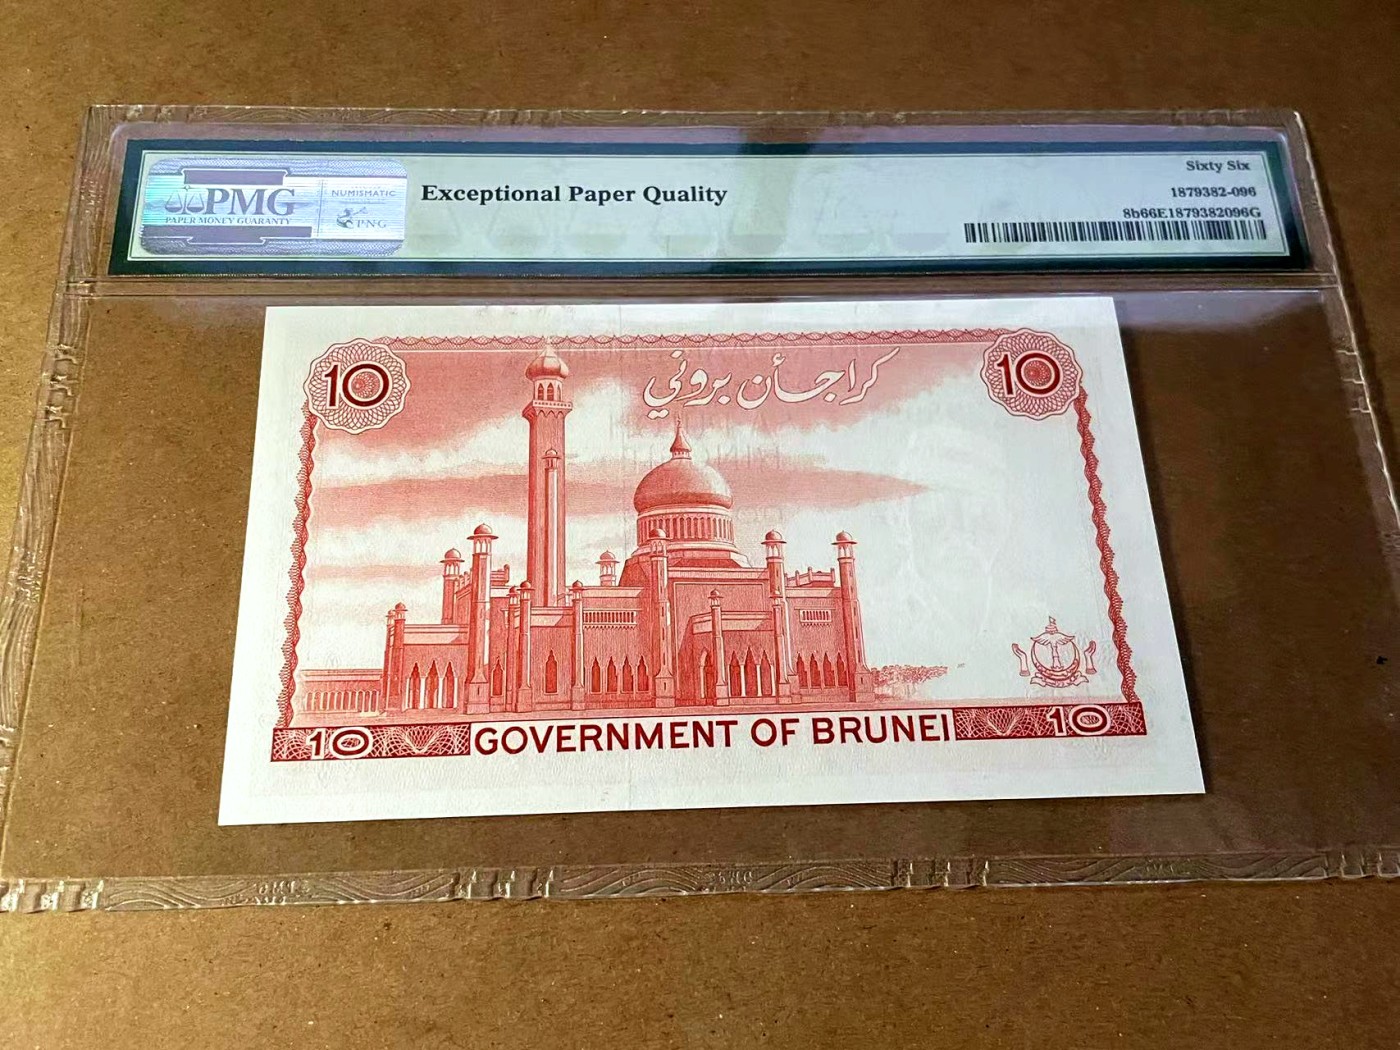 PMG
PAPER MONEY GUARANTY
NUMISMATIC
PNG
Exceptional Paper Quality
Sixty Six
1879382-096
8b66E1879382096G
10
كراجأن بروني
10
10
GOVERNMENT OF BRUNEI
10